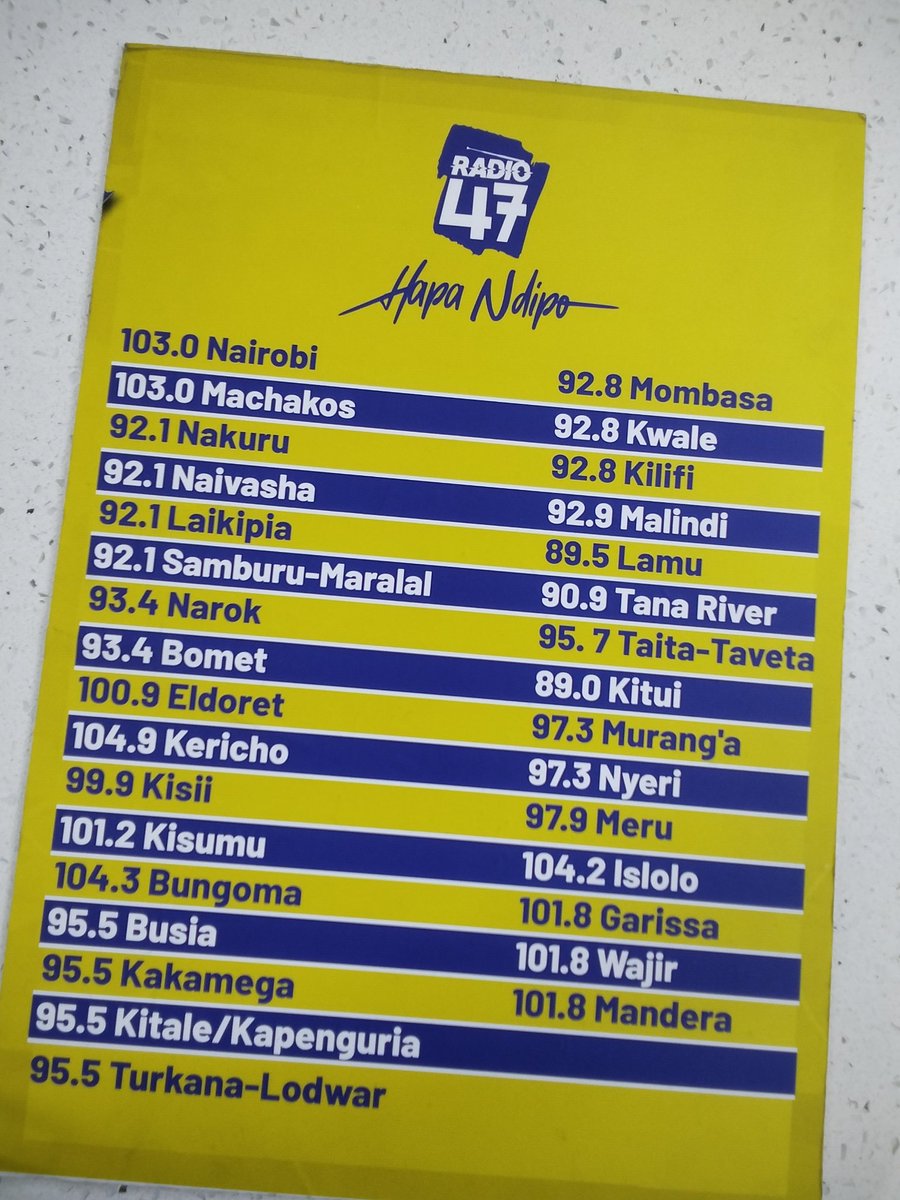 RADIO
47
Hapa Ndipo
103.0 Nairobi
103.0 Machakos
92.1 Nakuru
92.1 Naivasha
92.1 Laikipia
92.1 Samburu-Maralal
93.4 Narok
93.4 Bomet
100.9 Eldoret
104.9 Kericho
99.9 Kisii
101.2 Kisumu
104.3 Bungoma
95.5 Busia
95.5 Kakamega
95.5 Kitale/Kapenguria
95.5 Turkana-Lodwar
92.8 Mombasa
92.8 Kwale
92.8 Kilifi
92.9 Malindi
89.5 Lamu
90.9 Tana River
95. 7 Taita-Taveta
89.0 Kitui
97.3 Murang'a
97.3 Nyeri
97.9 Meru
104.2 Islolo
101.8 Garissa
101.8 Wajir
101.8 Mandera